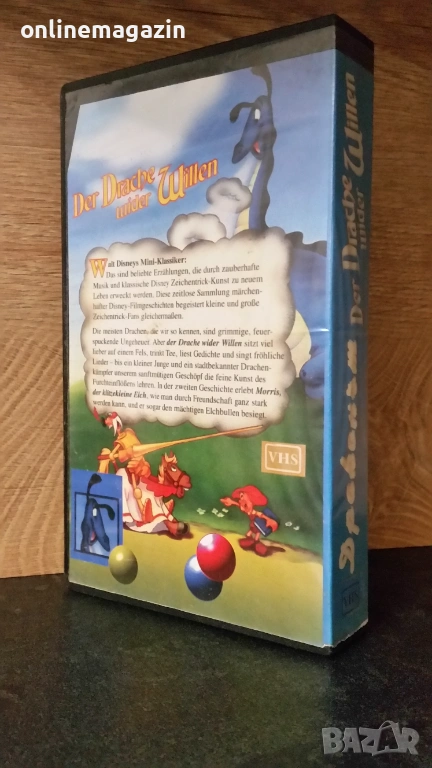 onlinemagazin
Der Drache
wider Willen
Walt Disneys Mini-Klassiker:
Das sind beliebte Erzählungen, die durch zauberhafte
Musik und klassische Disney Zeichentrick-Kunst zu neuem
Leben erweckt werden. Diese zeitlose Sammlung märchen-
hafter Disney-Filmgeschichten begeistert kleine und große
Zeichentrick-Fans gleichermaßen.
Die meisten Drachen, die wir so kennen, sind grimmige, feuer-
spuckende Ungeheuer. Aber der Drache wider Willen sitzt viel
lieber auf einem Fels, trinkt Tee, liest Gedichte und singt fröhliche
Lieder – bis ein kleiner Junge und ein stadtbekannter Drachen-
kämpfer unserem sanftmütigen Geschöpf die feine Kunst des
Furchteinflößens lehren. In der zweiten Geschichte erlebt Morris,
der klitzekleine Elch, wie man durch Freundschaft ganz stark
werden kann, und er sogar den mächtigen Elchbullen besiegt.
VHS
Der Drache
wider Willen
VHS
BAZAR